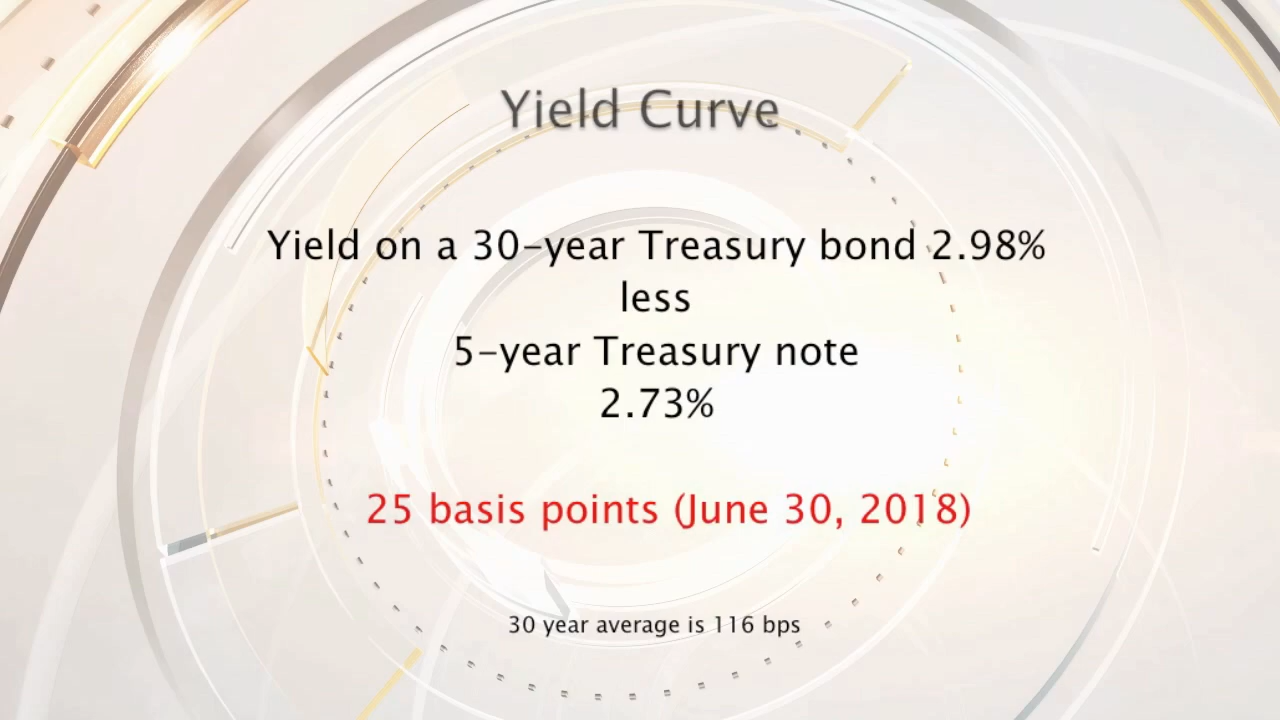 Yield Curve
Yield on a 30-year Treasury bond 2.98%
less
5-year Treasury note
2.73%
25 basis points (June 30, 2018)
30 year average is 116 bps